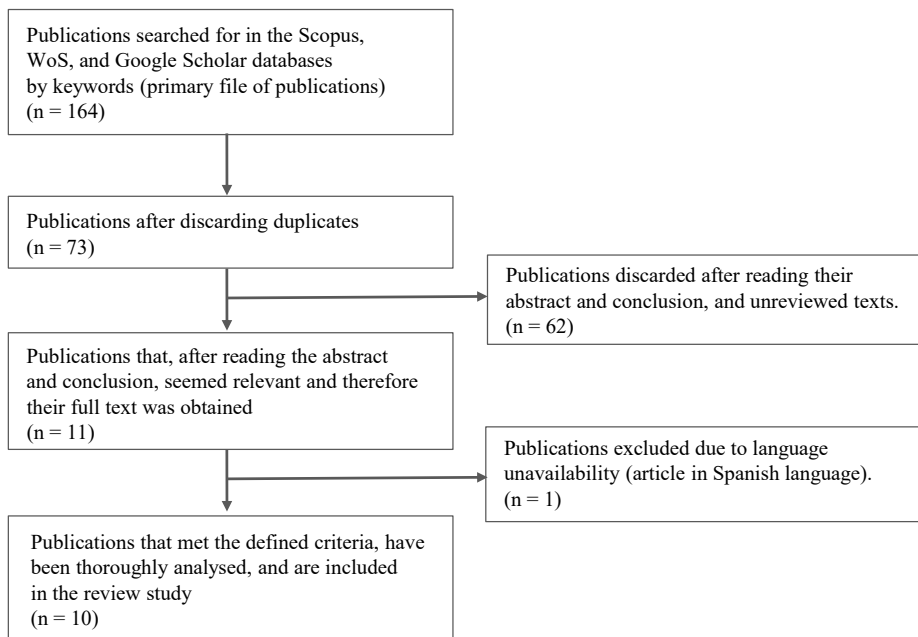 Publications searched for in the Scopus,
WoS, and Google Scholar databases
by keywords (primary file of publications)
(n = 164)
Publications after discarding duplicates
(n = 73)
Publications discarded after reading their
abstract and conclusion, and unreviewed texts.
(n = 62)
Publications that, after reading the abstract
and conclusion, seemed relevant and therefore
their full text was obtained
(n = 11)
Publications excluded due to language
unavailability (article in Spanish language).
(n = 1)
Publications that met the defined criteria, have
been thoroughly analysed, and are included
in the review study
(n = 10)